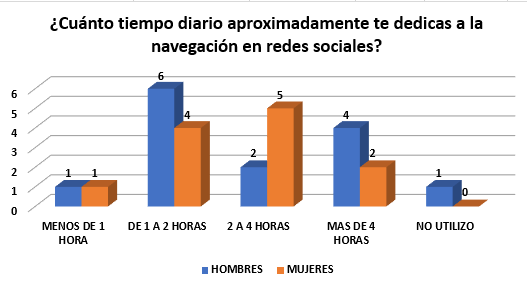 ¿Cuánto tiempo diario aproximadamente te dedicas a la
navegación en redes sociales?
6
5
4
3
2
1
0
1
1
6
4
2
5
4
2
1
0
MENOS DE 1
HORA
DE 1 A 2 HORAS
2 A 4 HORAS
MAS DE 4
HORAS
NO UTILIZO
HOMBRES
MUJERES